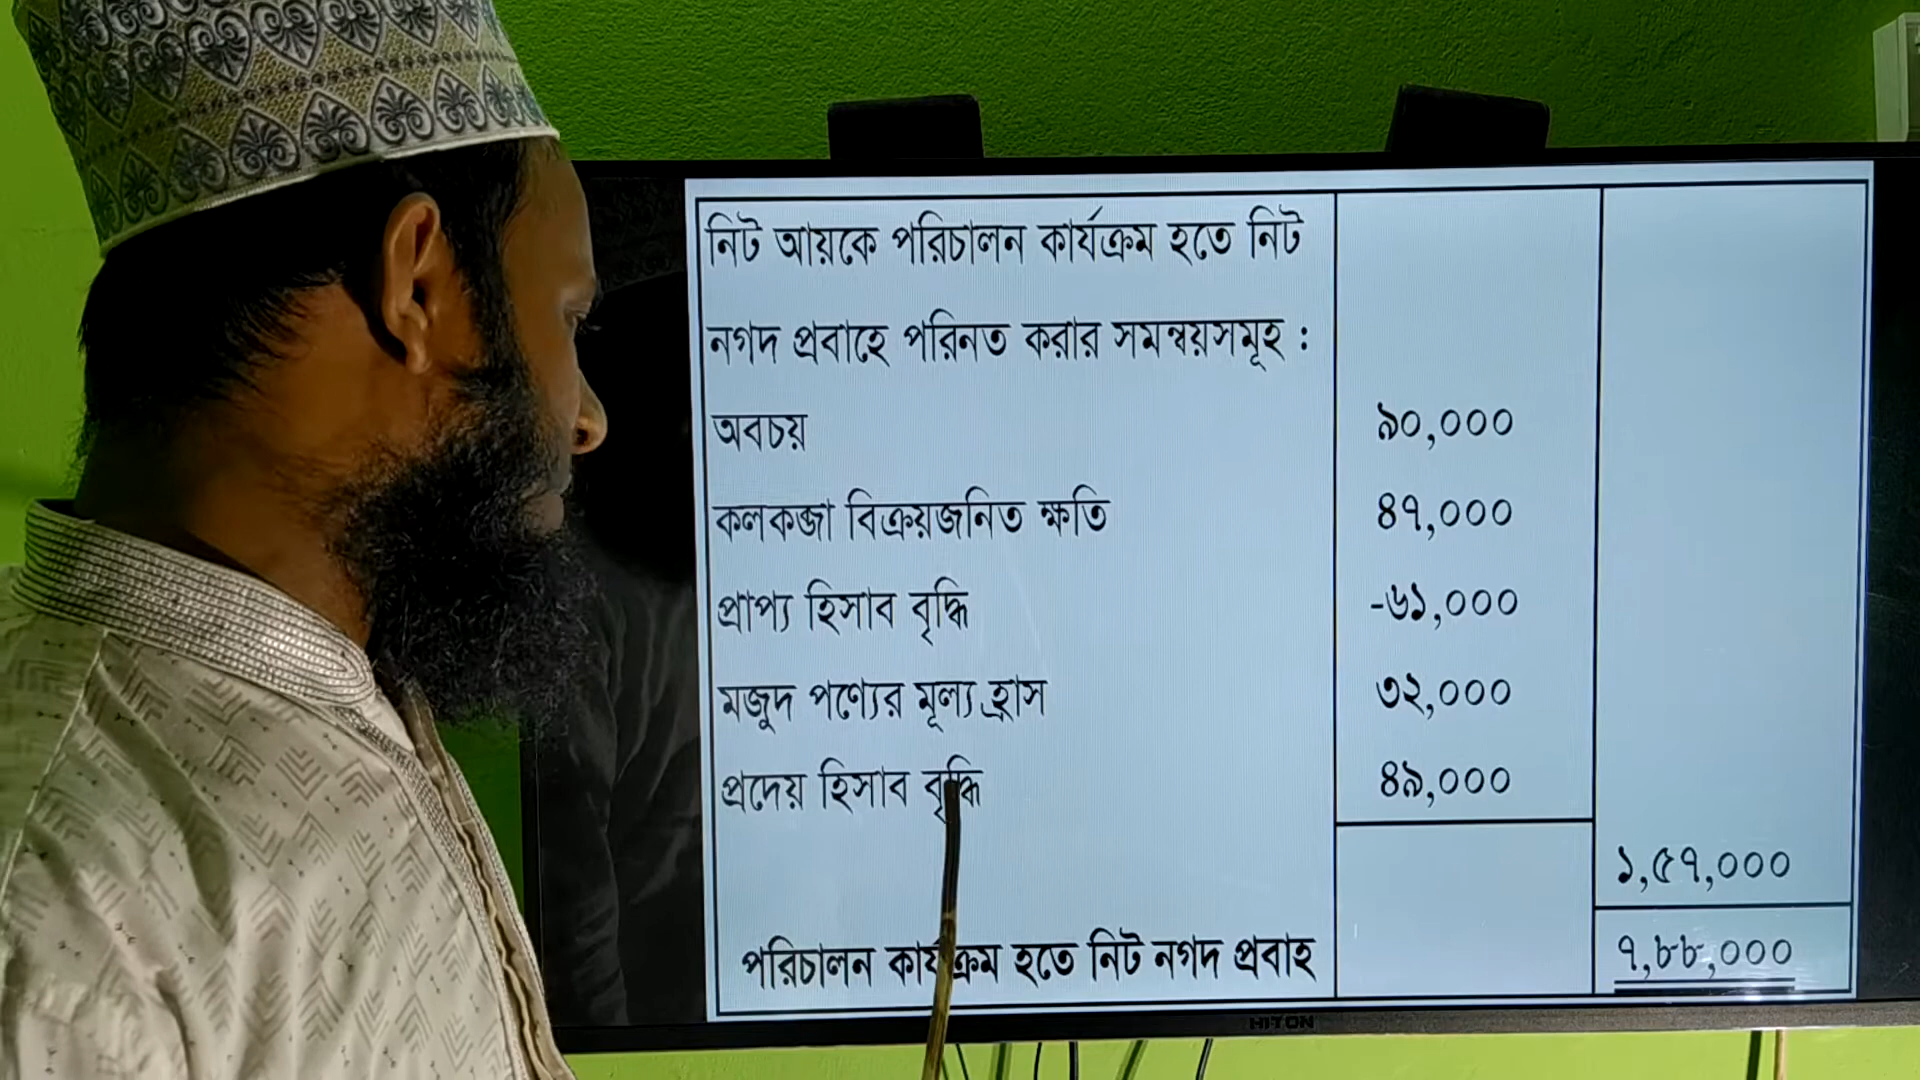 নিট আয়কে পরিচালন কার্যক্রম হতে নিট
নগদ প্রবাহে পরিনত করার সমন্বয়সমূহ :
অবচয় ৯০,০০০
কলকব্জা বিক্রয়জনিত ক্ষতি ৪৭,০০০
প্রাপ্য হিসাব বৃদ্ধি -৬১,০০০
মজুদ পণ্যের মূল্য হ্রাস ৩২,০০০
প্রদেয় হিসাব বৃদ্ধি ৪৯,০০০
১,৫৭,০০০
পরিচালন কার্যক্রম হতে নিট নগদ প্রবাহ ৭,৮৮,০০০
HITON